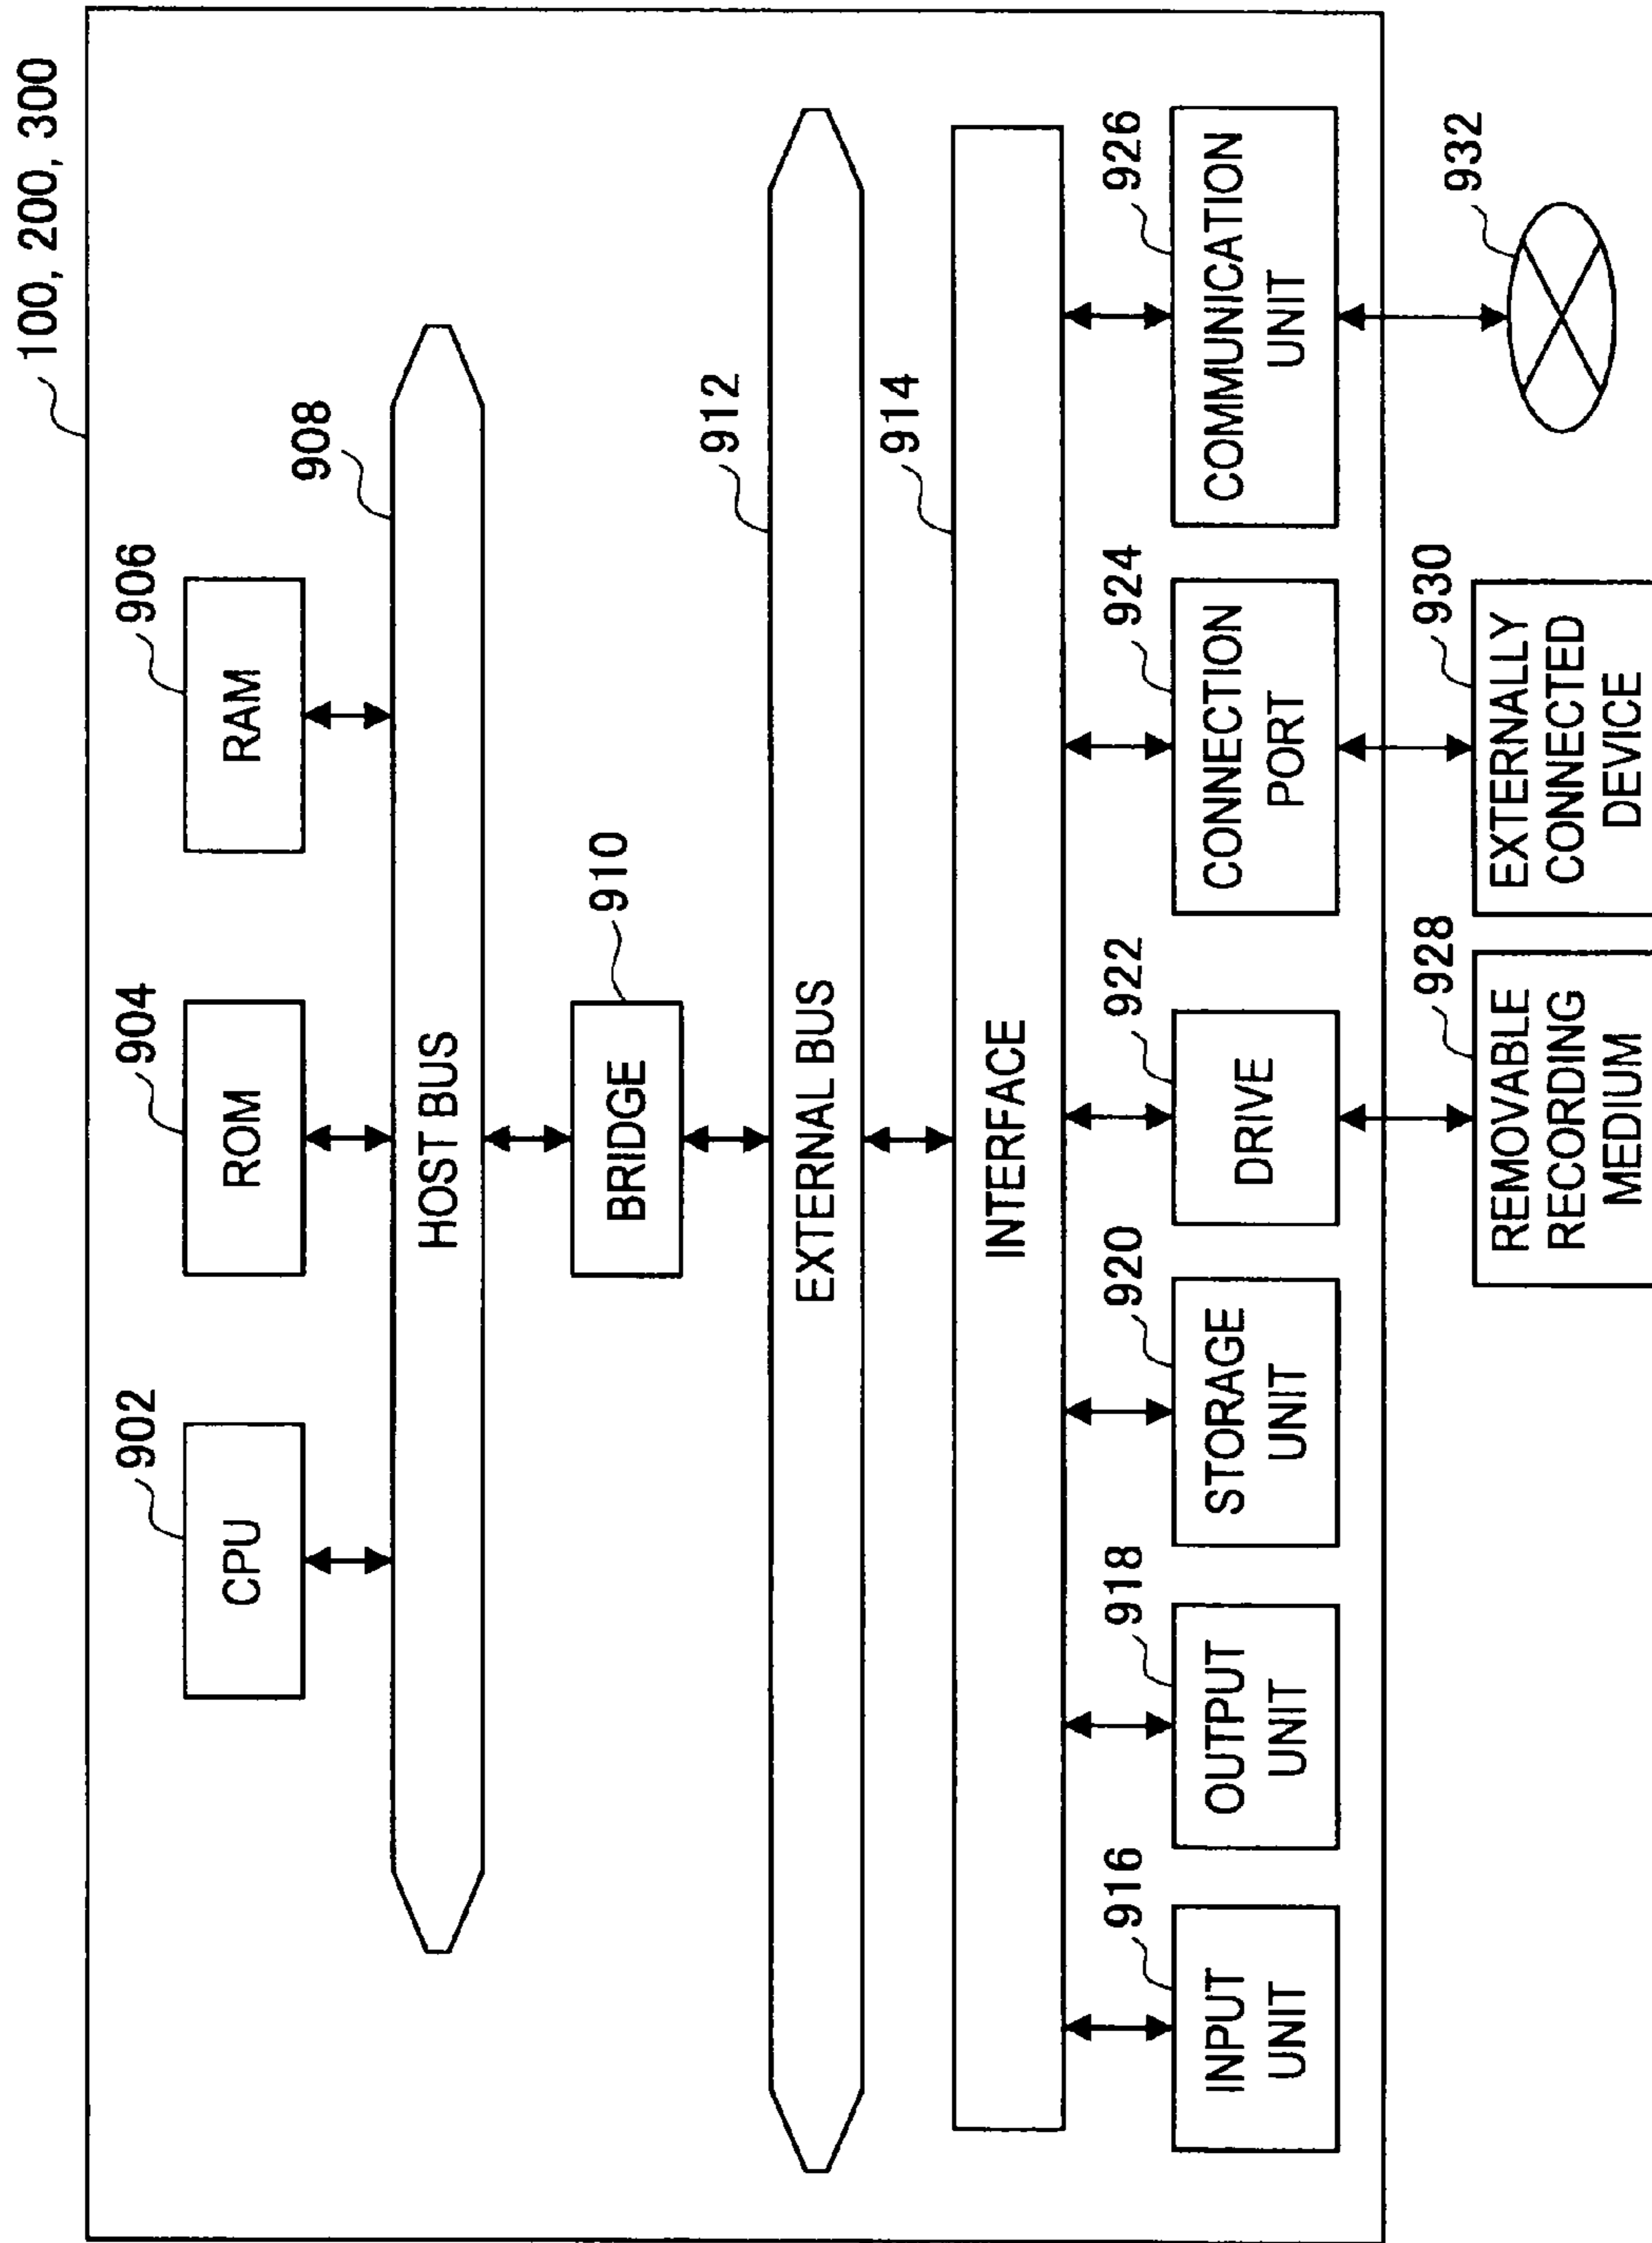 100, 200, 300
902
904
906
CPU
ROM
RAM
908
HOST BUS
910
BRIDGE
912
EXTERNAL BUS
914
INTERFACE
916
918
920
922
924
926
INPUT
UNIT
OUTPUT
UNIT
STORAGE
UNIT
DRIVE
CONNECTION
PORT
COMMUNICATION
UNIT
928
930
932
REMOVABLE
RECORDING
MEDIUM
EXTERNALLY
CONNECTED
DEVICE